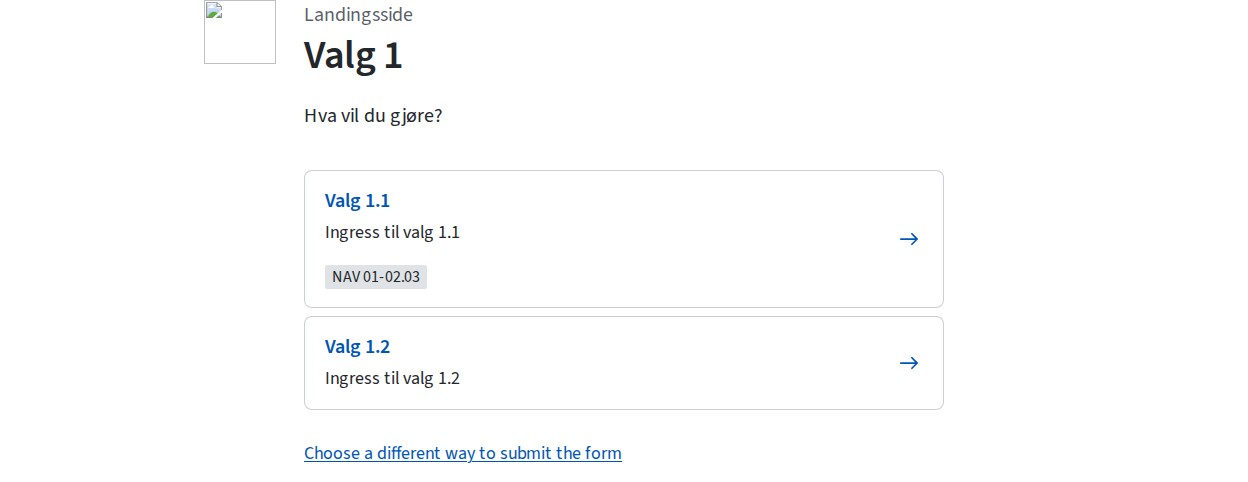 Landingsside
Valg 1
Hva vil du gjøre?
Valg 1.1
Ingress til valg 1.1
NAV 01-02.03
Valg 1.2
Ingress til valg 1.2
Choose a different way to submit the form